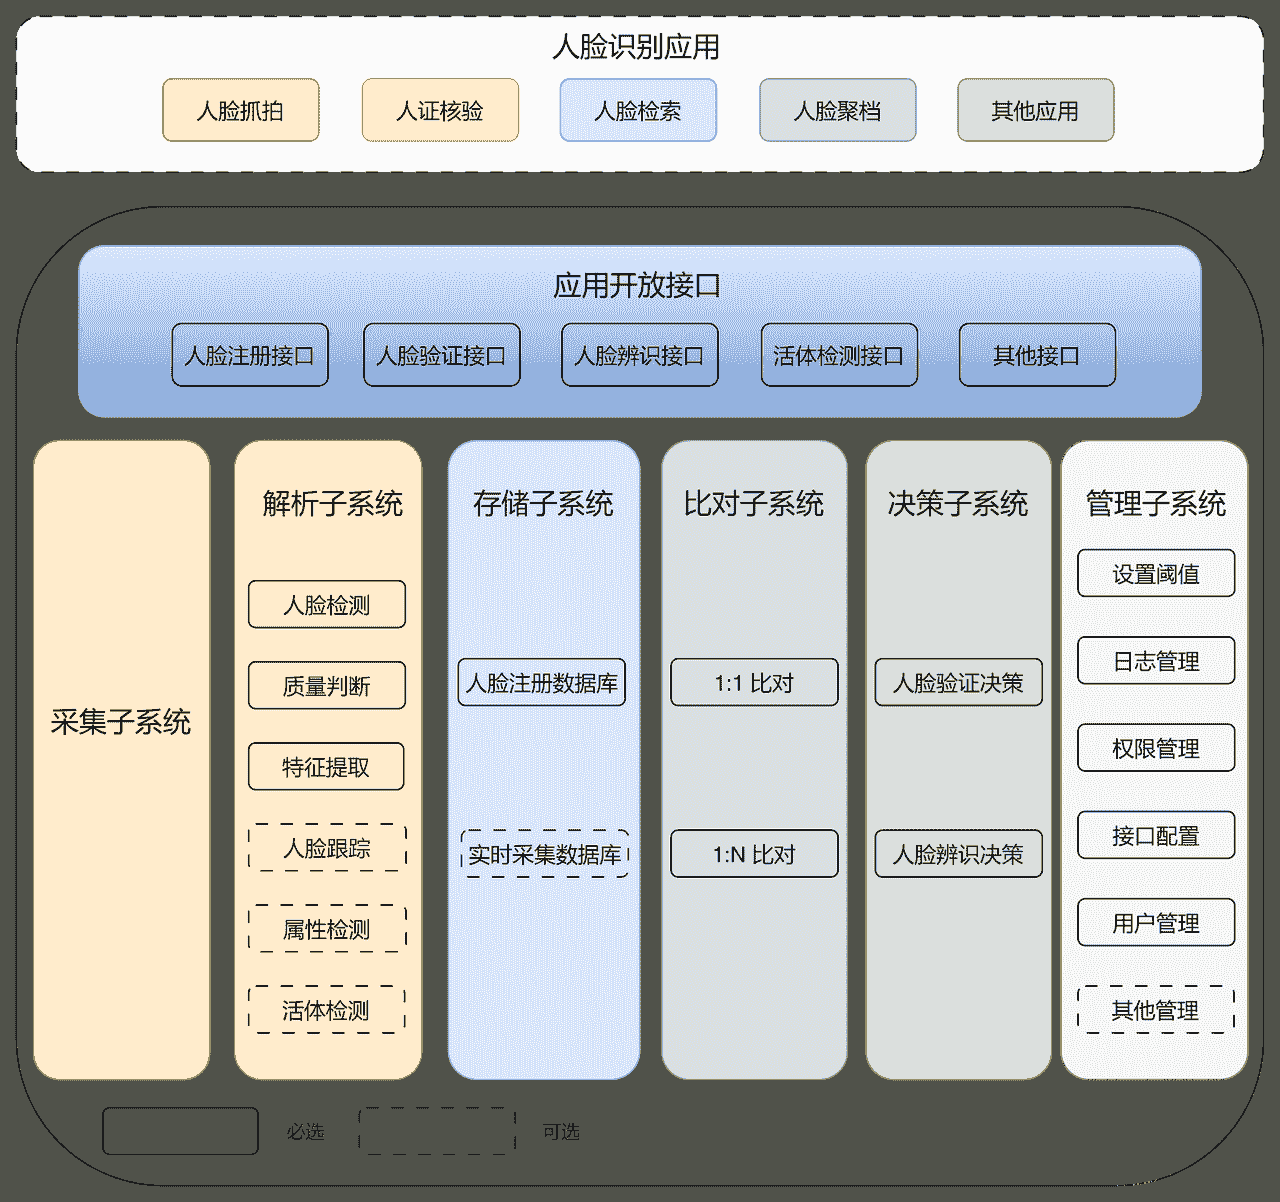 人脸识别应用
人脸抓拍
人证核验
人脸检索
人脸聚档
其他应用
应用开放接口
人脸注册接口
人脸验证接口
人脸辨识接口
活体检测接口
其他接口
采集子系统
解析子系统
人脸检测
质量判断
特征提取
人脸跟踪
属性检测
活体检测
存储子系统
人脸注册数据库
实时采集数据库
比对子系统
1:1 比对
1:N 比对
决策子系统
人脸验证决策
人脸辨识决策
管理子系统
设置阈值
日志管理
权限管理
接口配置
用户管理
其他管理
必选
可选